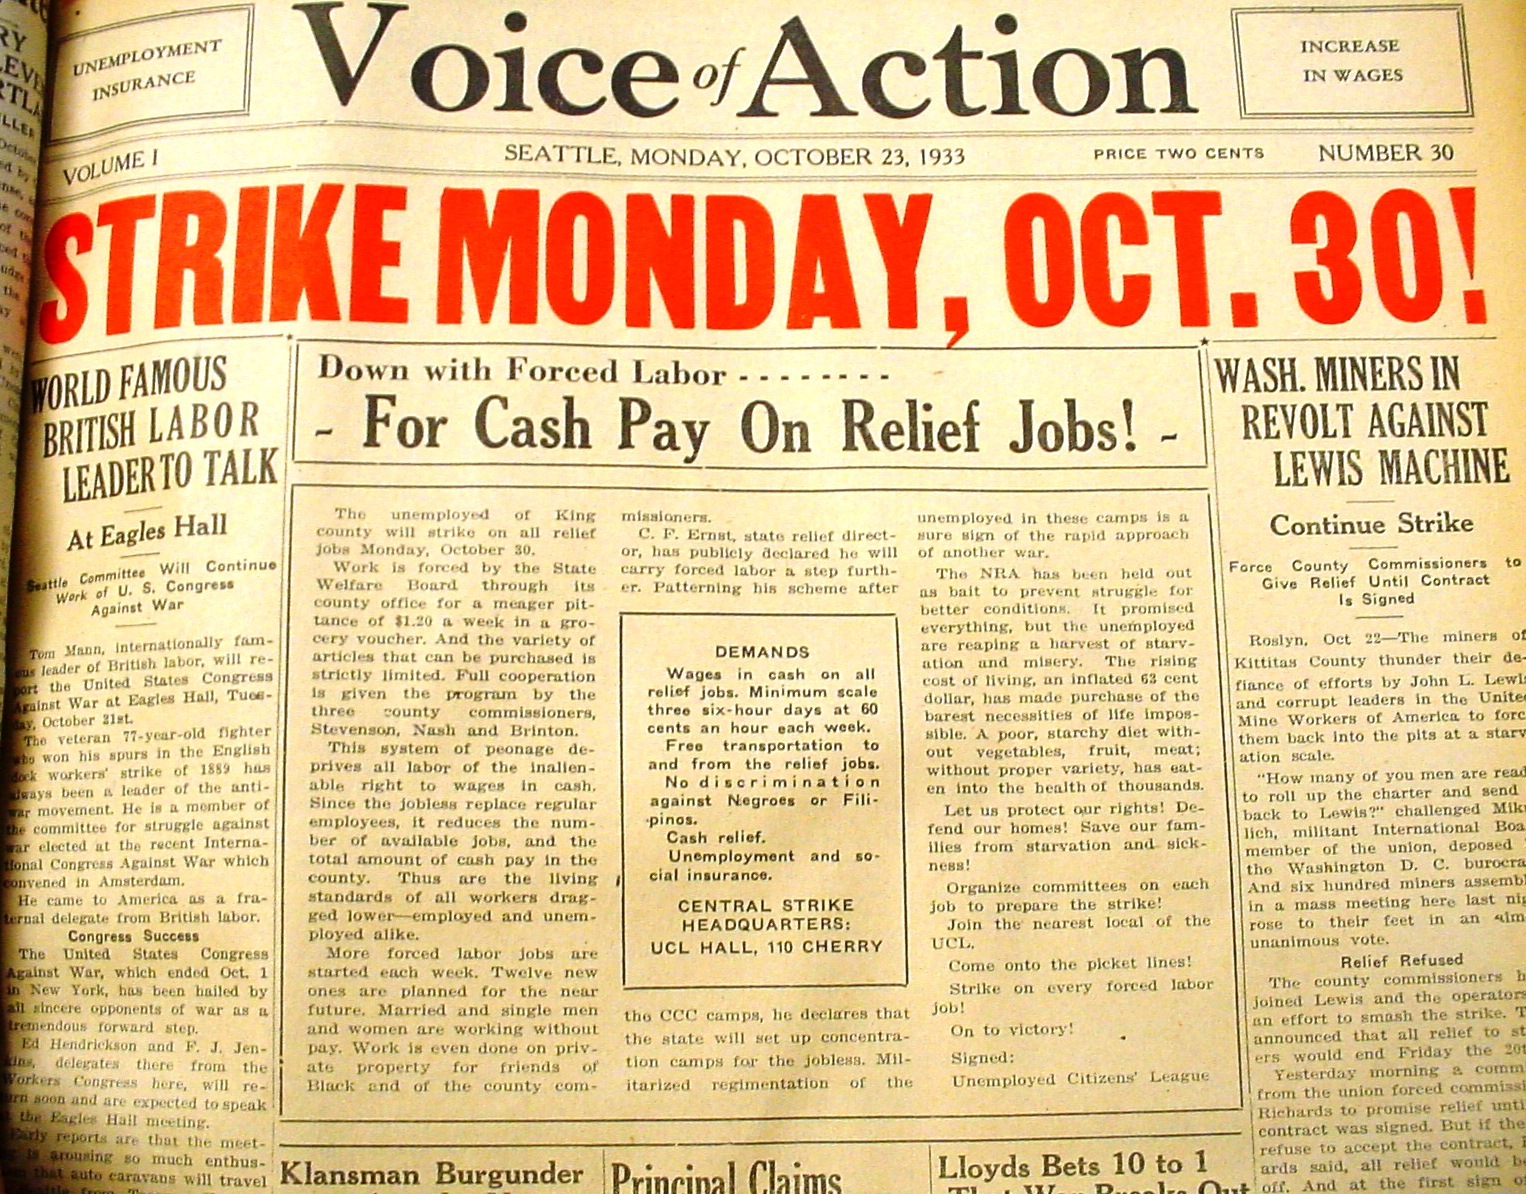 UNEMPLOYMENT
INSURANCE
Voice of Action
INCREASE
IN WAGES
VOLUME I
SEATTLE, MONDAY, OCTOBER 23, 1933
PRICE TWO CENTS
NUMBER 30
STRIKE MONDAY, OCT. 30!
WORLD FAMOUS
BRITISH LABOR
LEADER TO TALK
At Eagles Hall
Seattle Committee Will Continue
Work of U. S. Congress
Against War
Tom Mann, internationally fam-
ous leader of British labor, will re-
port the United States Congress
Against War at Eagles Hall, Tues-
day, October 21st.
The veteran 77-year-old fighter
who won his spurs in the English
dock workers' strike of 1889 has
always been a leader of the anti-
war movement. He is a member of
the committee for struggle against
war elected at the recent Interna-
tional Congress Against War which
convened in Amsterdam.
He came to America as a fra-
ternal delegate from British labor.
Congress Success
The United States Congress
Against War, which ended Oct. 1
in New York, has been hailed by
all sincere opponents of war as a
tremendous forward step.
Ed Hendrickson and F. J. Jen-
kins, delegates there from the
Workers Congress here, will re-
turn soon and are expected to speak
at the Eagles Hall meeting.
Early reports are that the meet-
is arousing so much enthus-
that auto caravans will travel
Down with Forced Labor - - - - - - - -
- For Cash Pay On Relief Jobs! -
The unemployed of King
county will strike on all relief
jobs Monday, October 30.
Work is forced by the State
Welfare Board through its
county office for a meager pit-
tance of $1.20 a week in a gro-
cery voucher. And the variety of
articles that can be purchased is
strictly limited. Full cooperation
is given the program by the
three county commissioners,
Stevenson, Nash and Brinton.
This system of peonage de-
prives all labor of the inalien-
able right to wages in cash.
Since the jobless replace regular
employees, it reduces the num-
ber of available jobs, and the
total amount of cash pay in the
county. Thus are the living
standards of all workers drag-
ged lower—employed and unem-
ployed alike.
More forced labor jobs are
started each week. Twelve new
ones are planned for the near
future. Married and single men
and women are working without
pay. Work is even done on priv-
ate property for friends of
Black and of the county com-
missioners.
C. F. Ernst, state relief direct-
or, has publicly declared he will
carry forced labor a step furth-
er. Patterning his scheme after
DEMANDS
Wages in cash on all
relief jobs. Minimum scale
three six-hour days at 60
cents an hour each week.
Free transportation to
and from the relief jobs.
No discrimination
against Negroes or Fili-
pinos.
Cash relief.
Unemployment and so-
cial insurance.
CENTRAL STRIKE
HEADQUARTERS:
UCL HALL, 110 CHERRY
the CCC camps, he declares that
the state will set up concentra-
tion camps for the jobless. Mil-
itarized regimentation of the
unemployed in these camps is a
sure sign of the rapid approach
of another war.
The NRA has been held out
as bait to prevent struggle for
better conditions. It promised
everything, but the unemployed
are reaping a harvest of starv-
ation and misery. The rising
cost of living, an inflated 63 cent
dollar, has made purchase of the
barest necessities of life impos-
sible. A poor, starchy diet with-
out vegetables, fruit, meat;
without proper variety, has eat-
en into the health of thousands.
Let us protect our rights! De-
fend our homes! Save our fam-
ilies from starvation and sick-
ness!
Organize committees on each
job to prepare the strike!
Join the nearest local of the
UCL.
Come onto the picket lines!
Strike on every forced labor
job!
On to victory!
Signed:
Unemployed Citizens' League
WASH. MINERS IN
REVOLT AGAINST
LEWIS MACHINE
Continue Strike
Force County Commissioners to
Give Relief Until Contract
Is Signed
Roslyn, Oct 22—The miners of
Kittitas County thunder their de-
fiance of efforts by John L. Lewis
and corrupt leaders in the United
Mine Workers of America to force
them back into the pits at a starv-
ation scale.
"How many of you men are read
to roll up the charter and send
back to Lewis?" challenged Miku
lich, militant International Boa
member of the union, deposed
the Washington D. C. burocra
And six hundred miners assembl
in a mass meeting here last nig
rose to their feet in an alm
unanimous vote.
Relief Refused
The county commissioners h
joined Lewis and the operators
an effort to smash the strike. T
announced that all relief to st
ers would end Friday the 20t
Yesterday morning a comm
from the union forced commissi
Richards to promise relief unti
contract was signed. But if the
refuse to accept the contract, i
ards said, all relief would be
off. And at the first sign of
Klansman Burgunder
Principal Claims
Lloyds Bets 10 to 1
That War Breaks Out